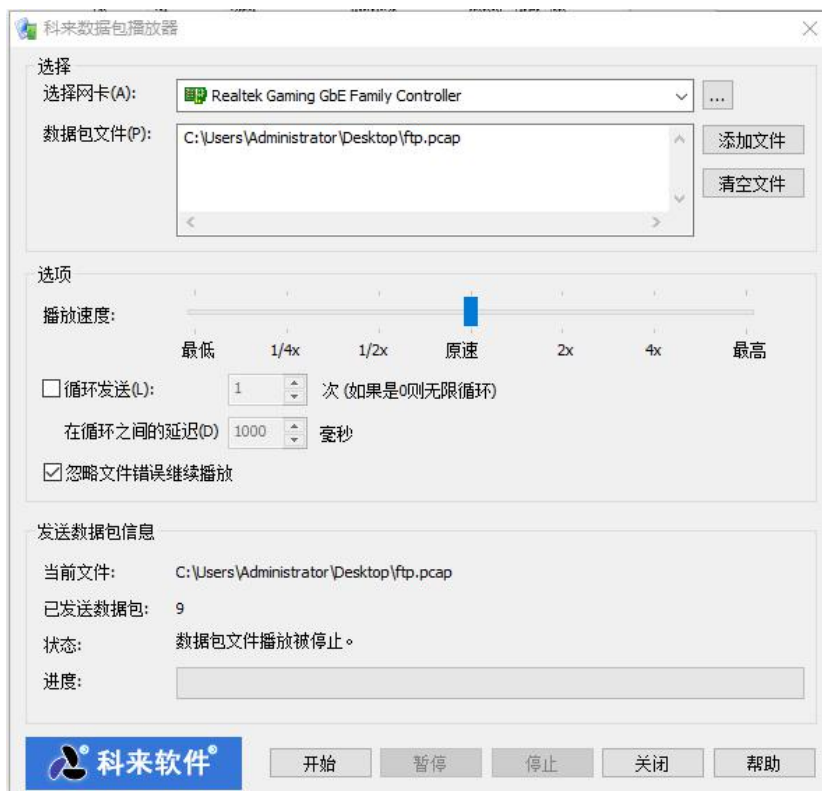 科来数据包播放器
选择
选择网卡(A): Realtek Gaming GbE Family Controller ...
数据包文件(P): C:\Users\Administrator\Desktop\ftp.pcap 添加文件
清空文件
选项
播放速度:
最低 1/4x 1/2x 原速 2x 4x 最高
循环发送(L): 1 次 (如果是0则无限循环)
在循环之间的延迟(D) 1000 毫秒
忽略文件错误继续播放
发送数据包信息
当前文件: C:\Users\Administrator\Desktop\ftp.pcap
已发送数据包: 9
状态: 数据包文件播放被停止。
进度:
科来软件® 开始 暂停 停止 关闭 帮助